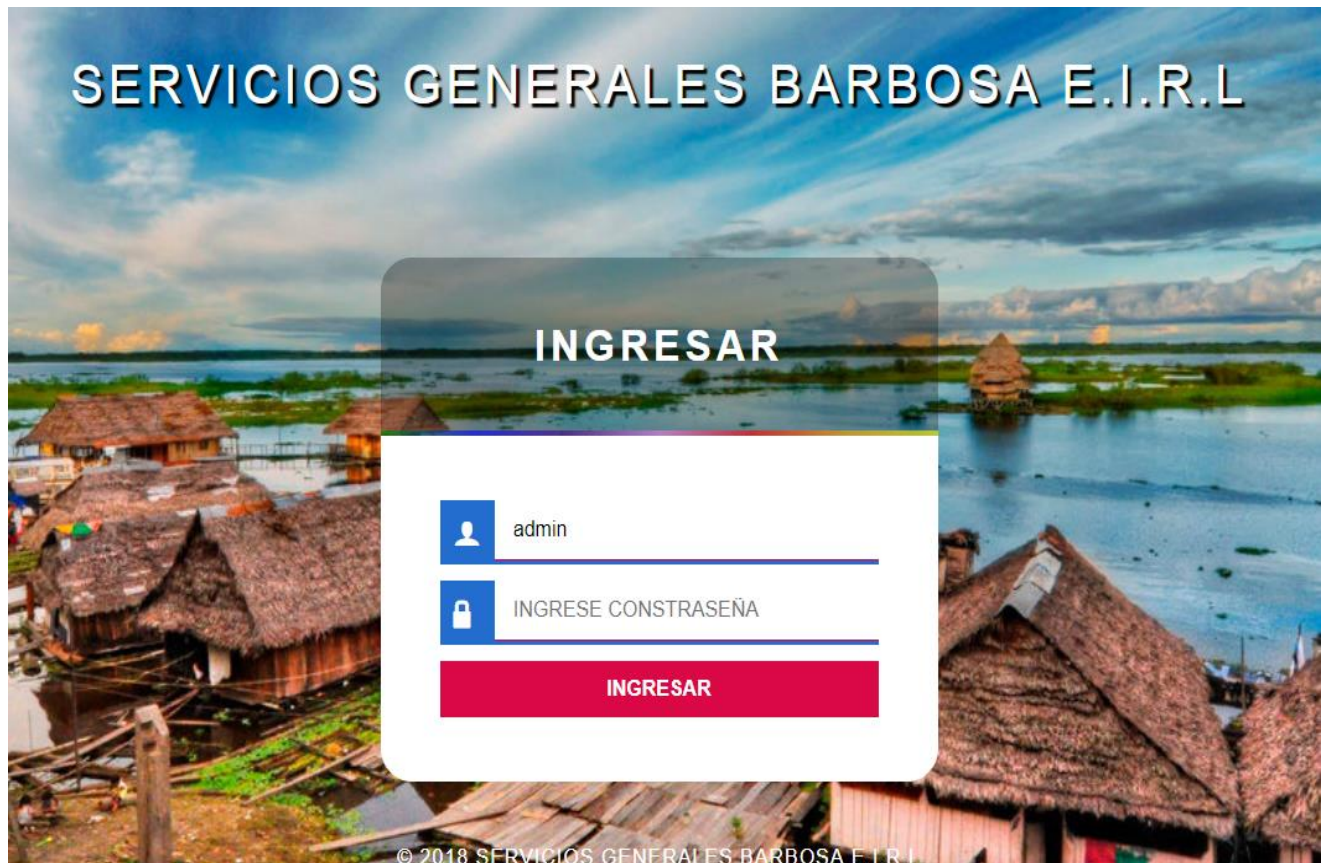 SERVICIOS GENERALES BARBOSA E.I.R.L
INGRESAR
admin
INGRESE CONSTRASEÑA
INGRESAR
© 2018 SERVICIOS GENERALES BARBOSA E.I.R.L